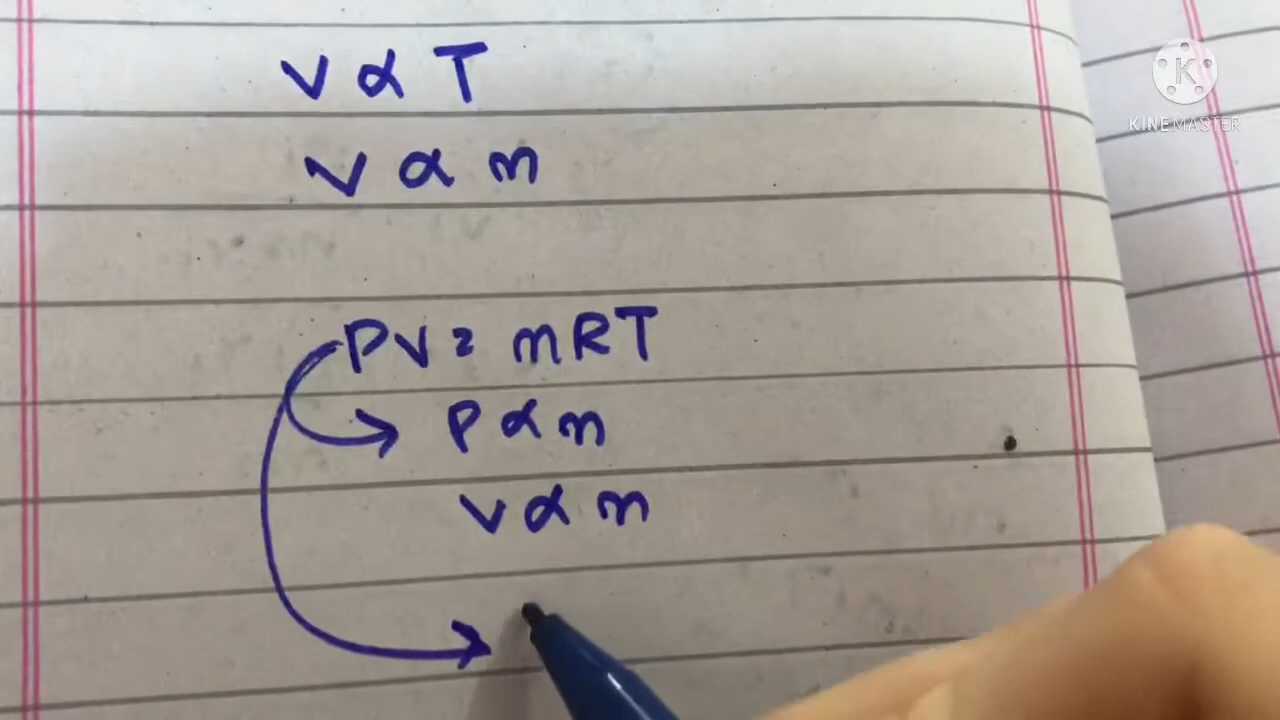 V ∝ T
V ∝ n
PV = nRT
P ∝ n
V ∝ n
K
KINEMASTER